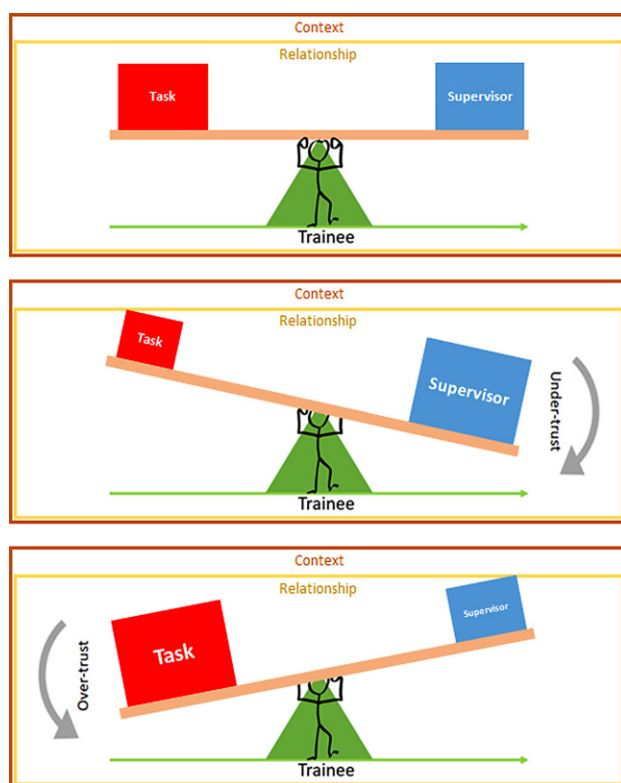 Context
Relationship
Task
Supervisor
Trainee
Context
Relationship
Task
Supervisor
Under-trust
Trainee
Context
Relationship
Supervisor
Task
Over-trust
Trainee